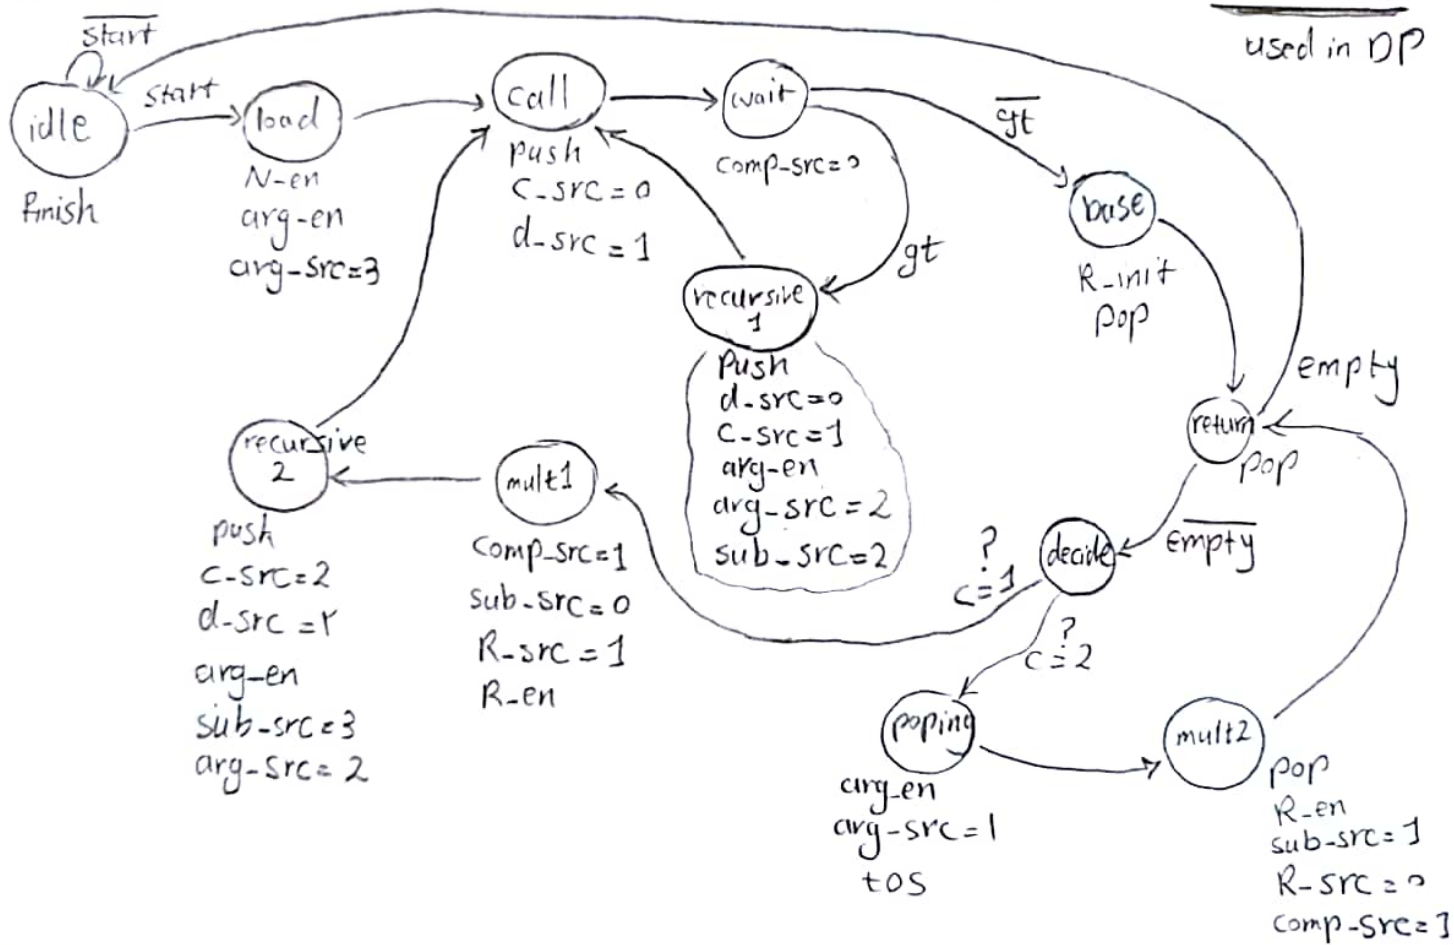 used in DP
start
start
idle
finish
load
N-en
arg-en
arg-src=3
call
push
C-src=0
d-src=1
wait
comp-src=0
gt
gt
base
R-init
pop
recursive
1
Push
d-src=0
C-src=1
arg-en
arg-src=2
sub-src=2
empty
return
pop
empty
decide
?
c=1
?
c=2
mult1
Comp-src=1
sub-src=0
R-src=1
R-en
recursive
2
push
C-src=2
d-src=۲
arg-en
sub-src=3
arg-src=2
poping
arg-en
arg-src=1
tos
mult2
pop
R-en
sub-src=1
R-src=0
comp-src=1